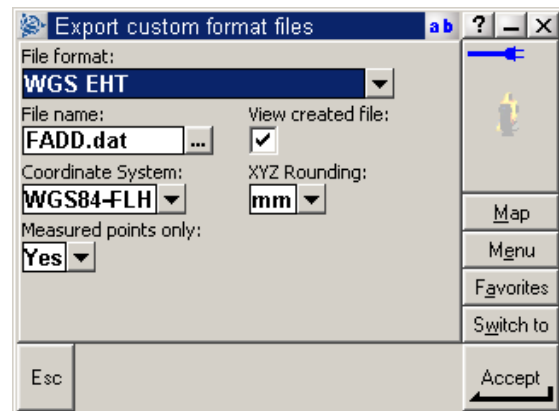 Export custom format files
ab
?
File format:
WGS EHT
File name:
View created file:
FADD.dat
...
Coordinate System:
XYZ Rounding:
WGS84-FLH
mm
Measured points only:
Yes
Map
Menu
Favorites
Switch to
Esc
Accept